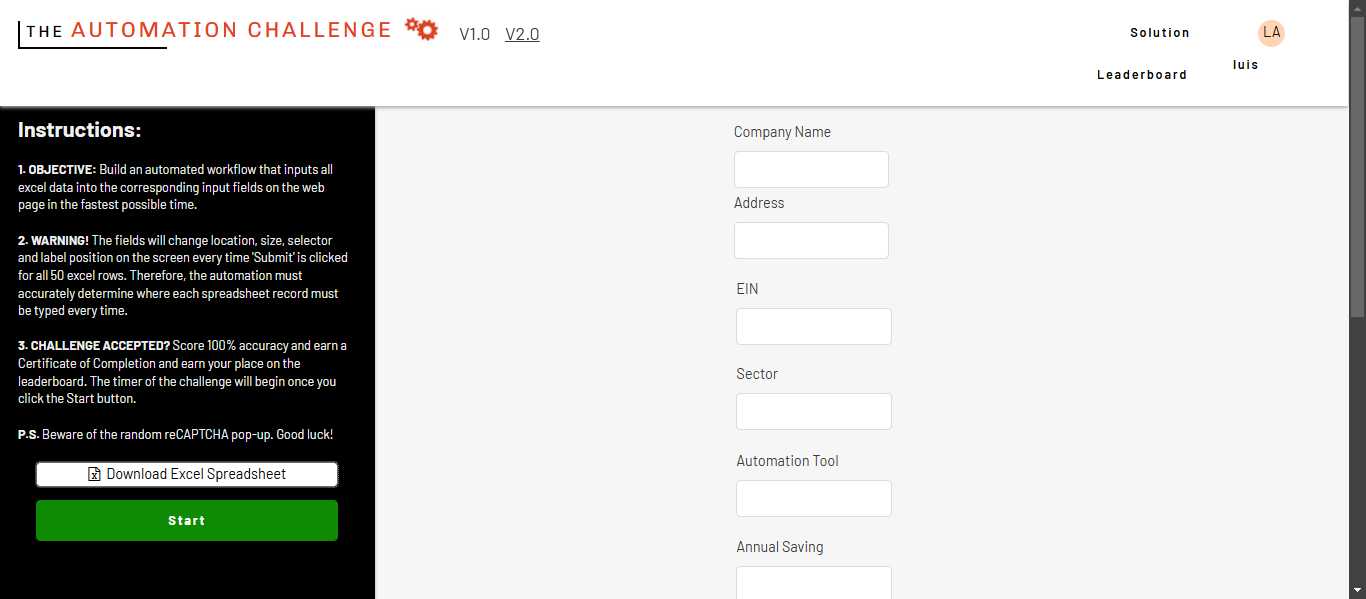 THE AUTOMATION CHALLENGE V1.0 V2.0
Solution
LA
luis
Leaderboard
Instructions:
1. OBJECTIVE: Build an automated workflow that inputs all
excel data into the corresponding input fields on the web
page in the fastest possible time.
2. WARNING! The fields will change location, size, selector
and label position on the screen every time 'Submit' is clicked
for all 50 excel rows. Therefore, the automation must
accurately determine where each spreadsheet record must
be typed every time.
3. CHALLENGE ACCEPTED? Score 100% accuracy and earn a
Certificate of Completion and earn your place on the
leaderboard. The timer of the challenge will begin once you
click the Start button.
P.S. Beware of the random reCAPTCHA pop-up. Good luck!
Download Excel Spreadsheet
Start
Company Name
Address
EIN
Sector
Automation Tool
Annual Saving